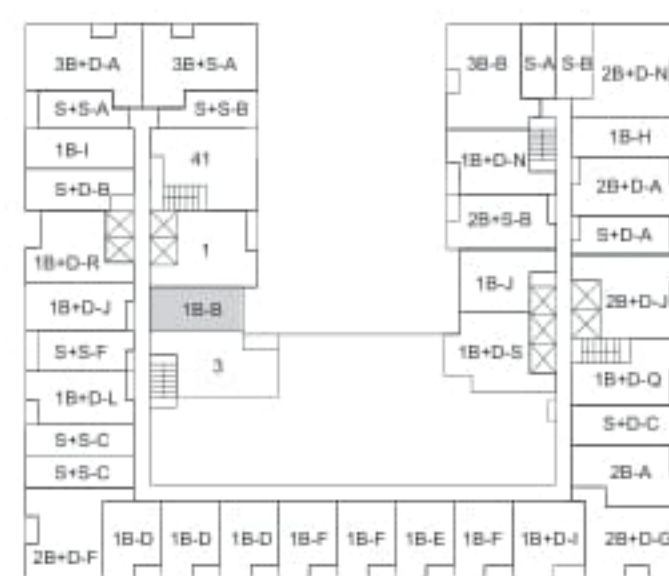 3B+D-A
3B+S-A
3B-B
S-A
S-B
2B+D-N
S+S-A
S+S-B
1B-I
41
1B+D-N
1B-H
S+D-B
2B+D-A
2B+S-B
S+D-A
1B+D-R
1
1B+D-J
1B-B
1B-J
2B+D-J
S+S-F
3
1B+D-S
1B+D-L
1B+D-Q
S+S-C
S+D-C
S+S-C
2B-A
2B+D-F
1B-D
1B-D
1B-D
1B-F
1B-F
1B-E
1B-F
1B+D-I
2B+D-G